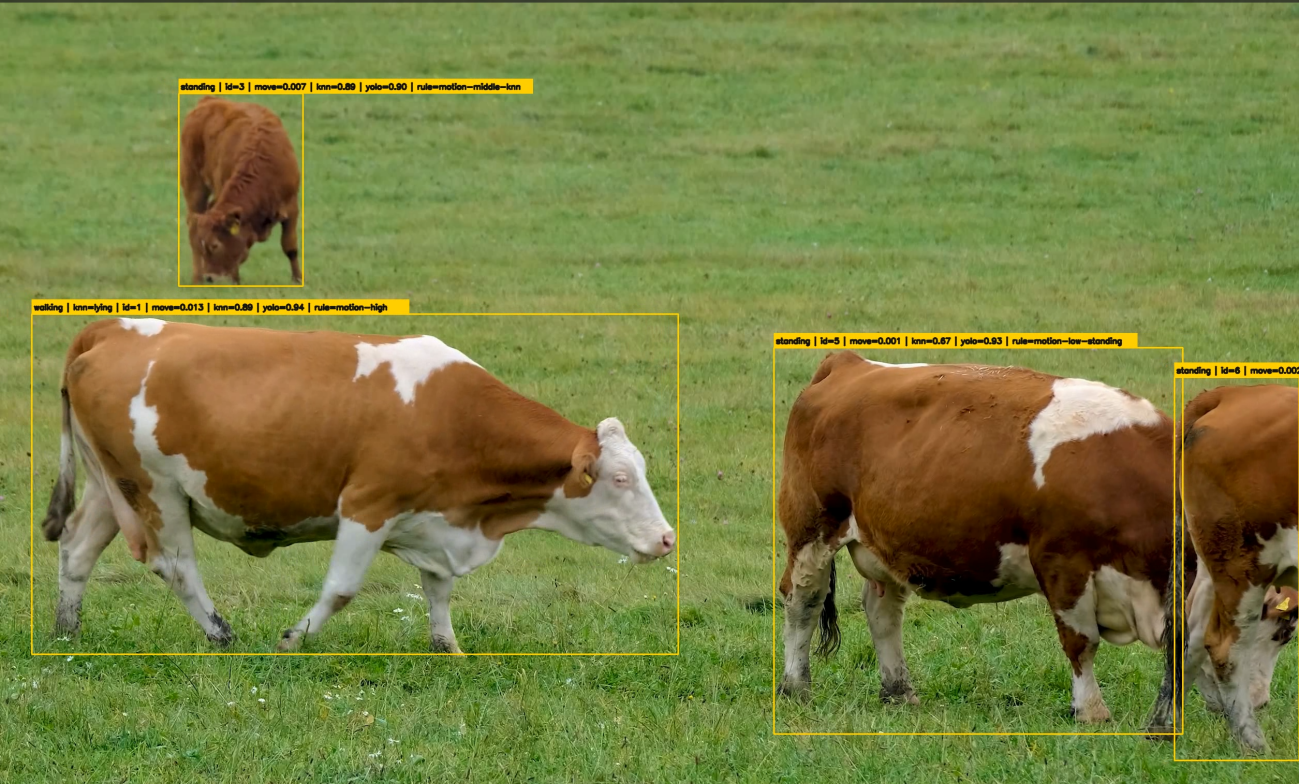 standing | id=3 | move=0.007 | knn=0.89 | yolo=0.90 | rule=motion-middle-knn
walking | knn=lying | id=1 | move=0.013 | knn=0.89 | yolo=0.94 | rule=motion-high
standing | id=5 | move=0.001 | knn=0.67 | yolo=0.93 | rule=motion-low-standing
standing | id=6 | move=0.002